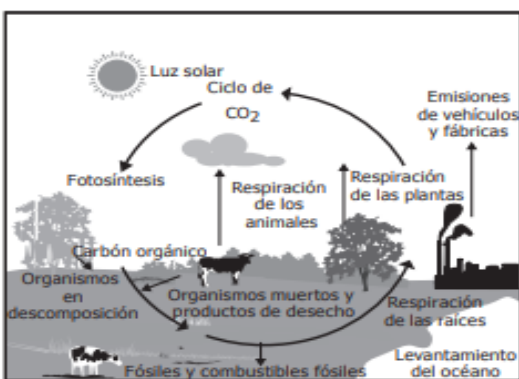 Luz solar
Ciclo de
CO2
Emisiones
de vehículos
y fábricas
Fotosíntesis
Respiración
de los
animales
Respiración
de las plantas
Carbón orgánico
Organismos
en
descomposición
Organismos muertos y
productos de desecho
Respiración
de las raíces
Fósiles y combustibles fósiles
Levantamiento
del océano